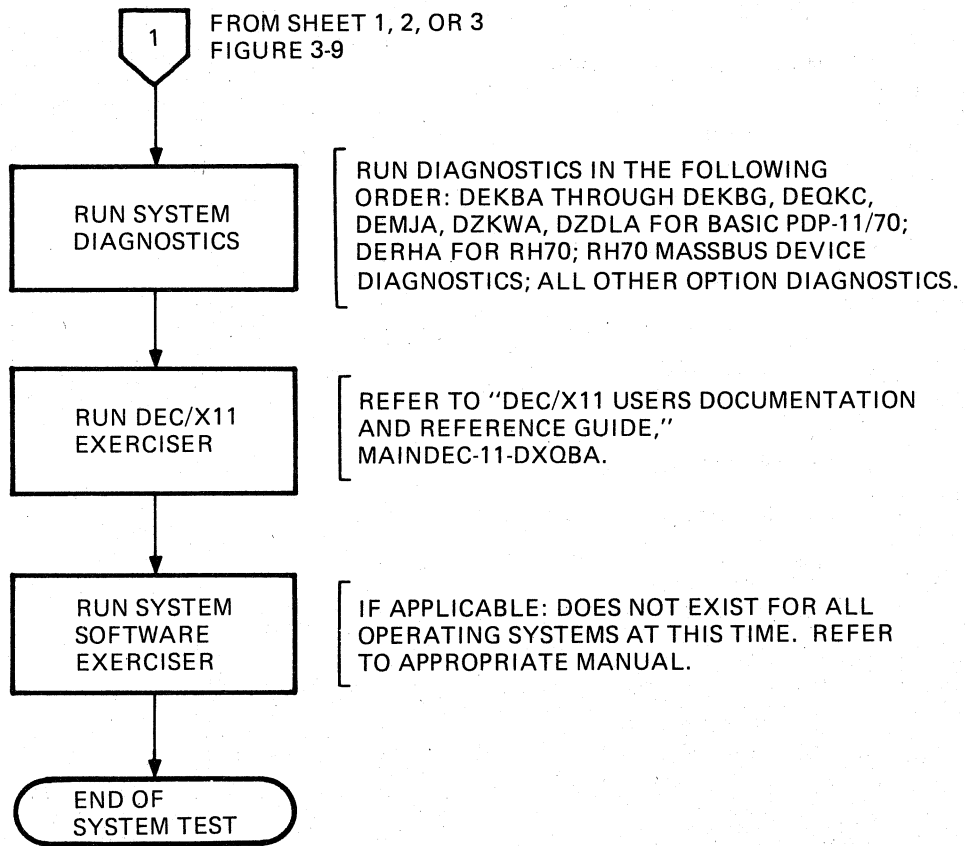 1
FROM SHEET 1, 2, OR 3
FIGURE 3-9
RUN SYSTEM
DIAGNOSTICS
RUN DIAGNOSTICS IN THE FOLLOWING
ORDER: DEKBA THROUGH DEKBG, DEQKC,
DEMJA, DZKWA, DZDLA FOR BASIC PDP-11/70;
DERHA FOR RH70; RH70 MASSBUS DEVICE
DIAGNOSTICS; ALL OTHER OPTION DIAGNOSTICS.
RUN DEC/X11
EXERCISER
REFER TO "DEC/X11 USERS DOCUMENTATION
AND REFERENCE GUIDE,"
MAINDEC-11-DXQBA.
RUN SYSTEM
SOFTWARE
EXERCISER
IF APPLICABLE: DOES NOT EXIST FOR ALL
OPERATING SYSTEMS AT THIS TIME. REFER
TO APPROPRIATE MANUAL.
END OF
SYSTEM TEST